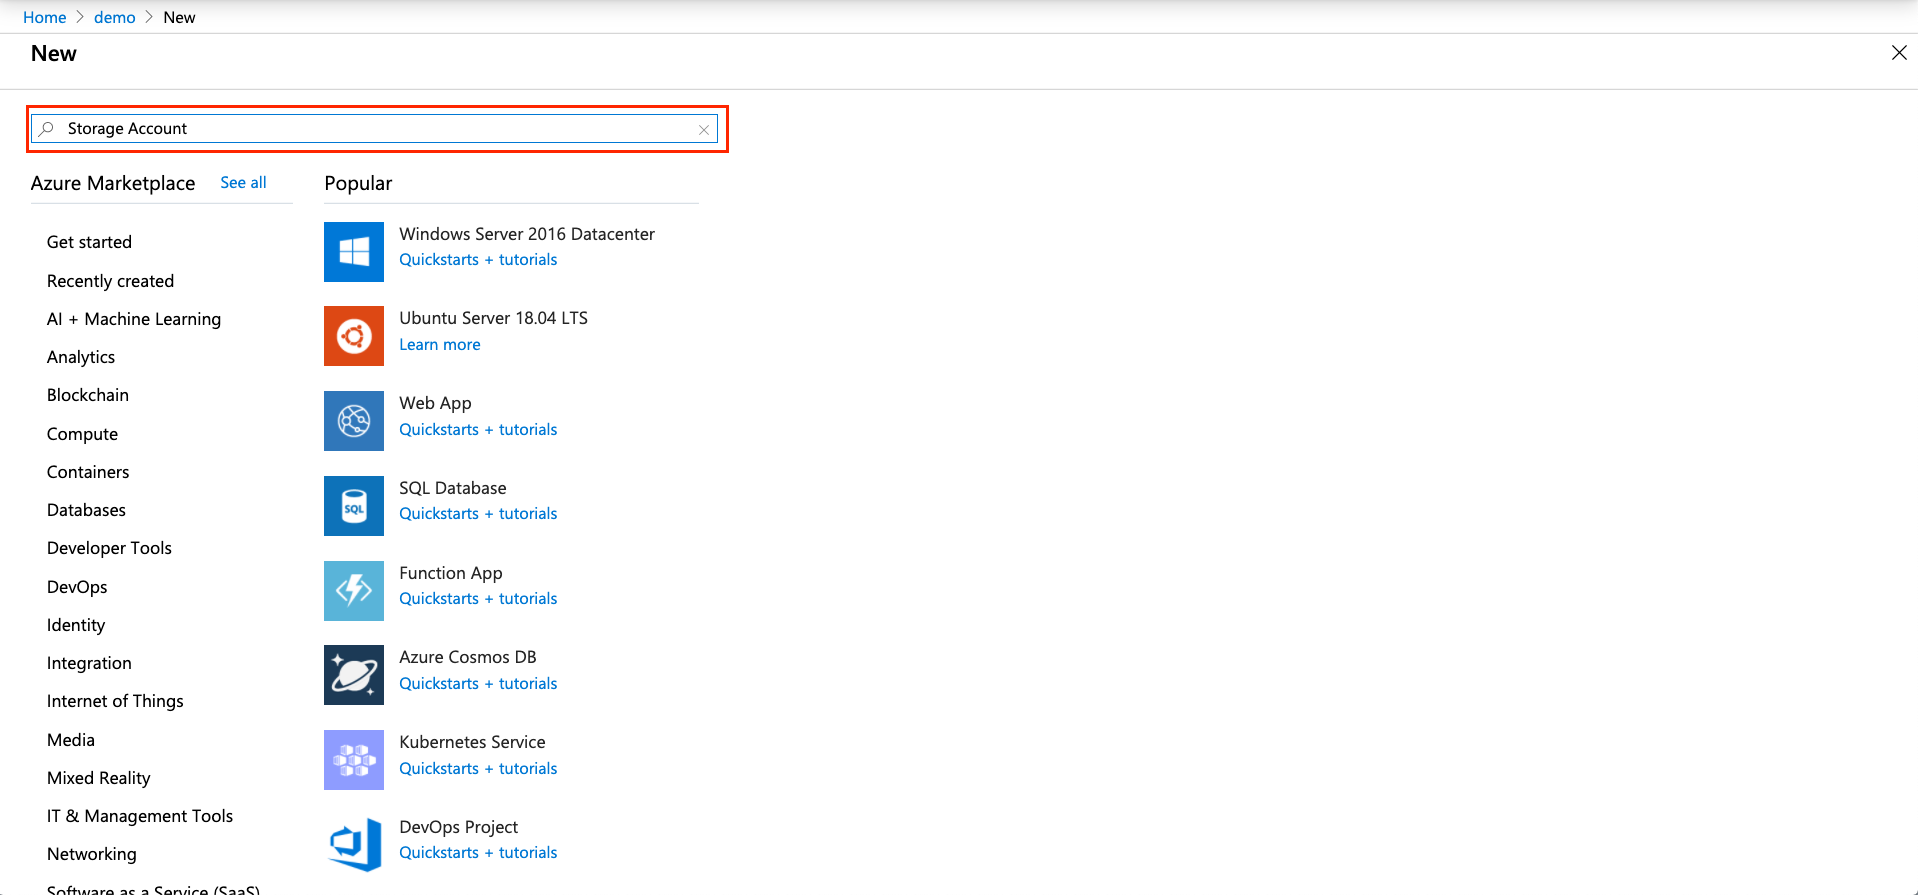 Home > demo > New
New
Storage Account
Azure Marketplace See all
Popular
Get started
Recently created
AI + Machine Learning
Analytics
Blockchain
Compute
Containers
Databases
Developer Tools
DevOps
Identity
Integration
Internet of Things
Media
Mixed Reality
IT & Management Tools
Networking
Software as a Service (SaaS)
Windows Server 2016 Datacenter
Quickstarts + tutorials
Ubuntu Server 18.04 LTS
Learn more
Web App
Quickstarts + tutorials
SQL
SQL Database
Quickstarts + tutorials
Function App
Quickstarts + tutorials
Azure Cosmos DB
Quickstarts + tutorials
Kubernetes Service
Quickstarts + tutorials
DevOps Project
Quickstarts + tutorials